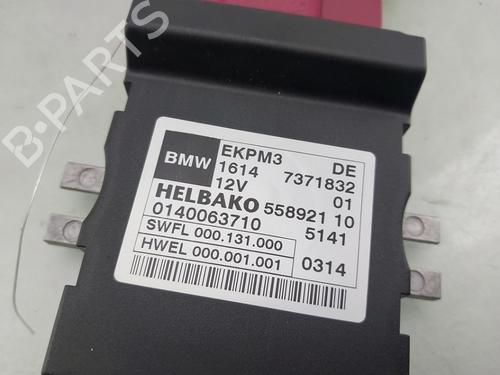 B-PARTS
BMW
EKPM3 DE
1614 7371832
12V 01
HELBAKO 558921 10
0140063710 5141
SWFL 000.131.000
HWEL 000.001.001 0314